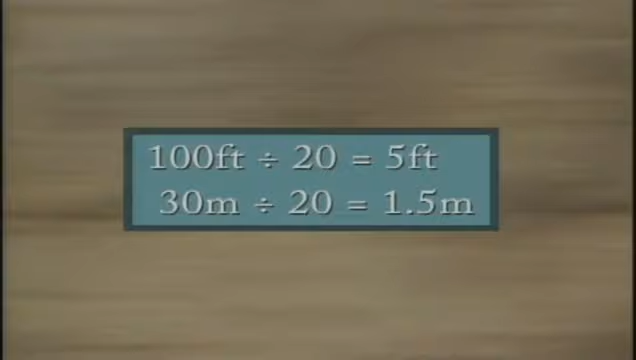 100ft ÷ 20 = 5ft
30m ÷ 20 = 1.5m